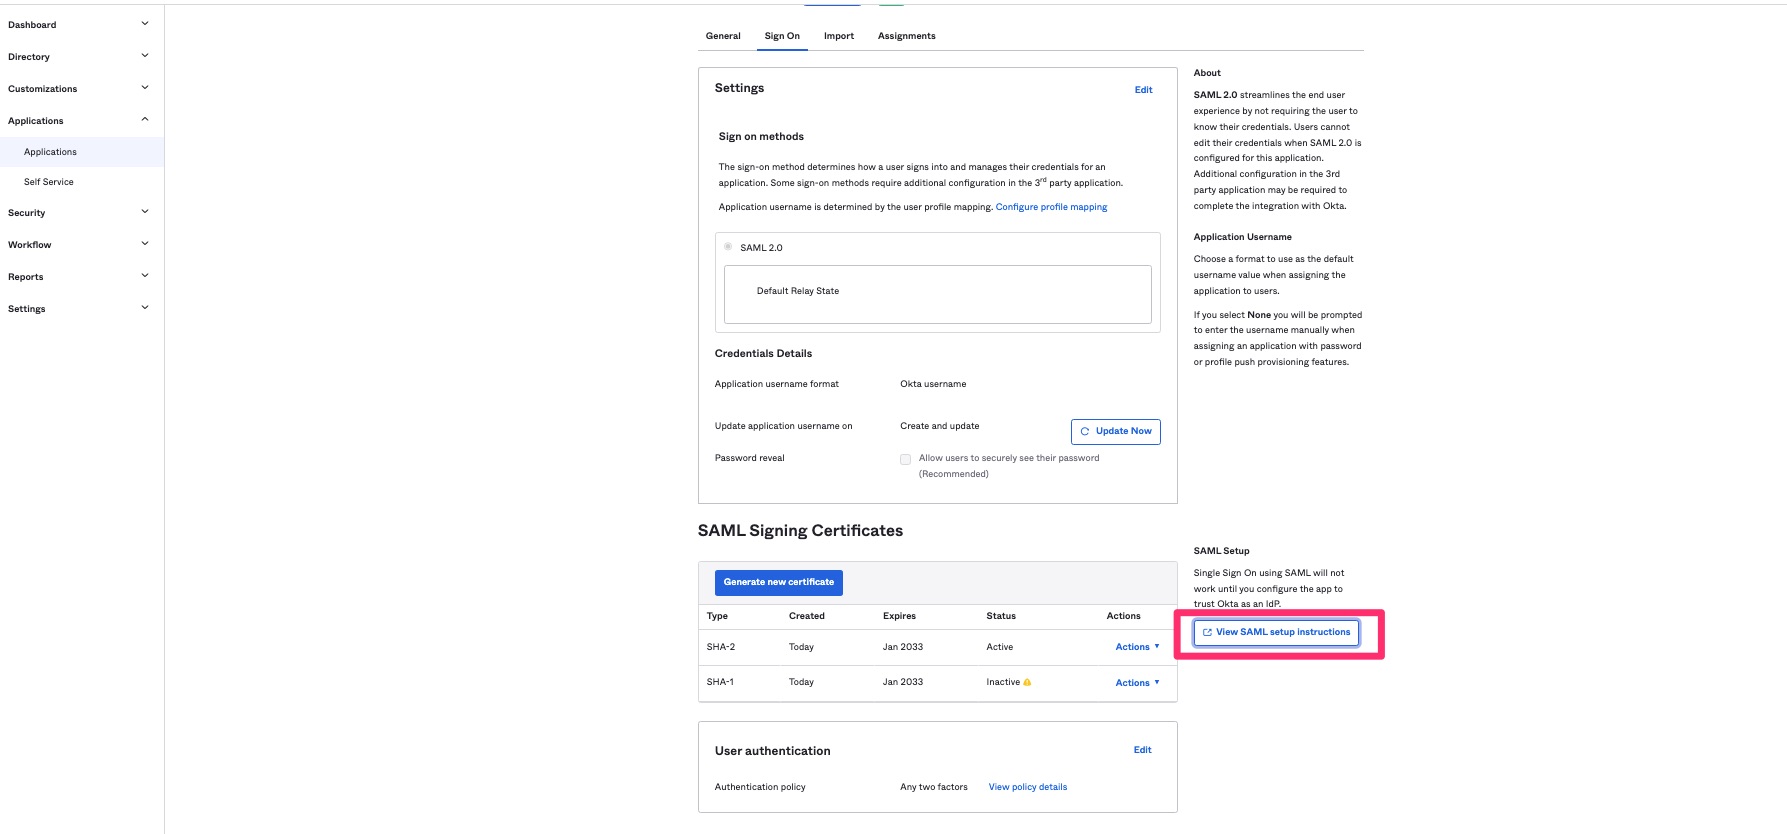 Dashboard
Directory
Customizations
Applications
Applications
Self Service
Security
Workflow
Reports
Settings
General Sign On Import Assignments
Settings Edit
Sign on methods
The sign-on method determines how a user signs into and manages their credentials for an
application. Some sign-on methods require additional configuration in the 3rd party application.
Application username is determined by the user profile mapping. Configure profile mapping
SAML 2.0
Default Relay State
Credentials Details
Application username format Okta username
Update application username on Create and update Update Now
Password reveal Allow users to securely see their password
(Recommended)
About
SAML 2.0 streamlines the end user
experience by not requiring the user to
know their credentials. Users cannot
edit their credentials when SAML 2.0 is
configured for this application.
Additional configuration in the 3rd
party application may be required to
complete the integration with Okta.
Application Username
Choose a format to use as the default
username value when assigning the
application to users.
If you select None you will be prompted
to enter the username manually when
assigning an application with password
or profile push provisioning features.
SAML Signing Certificates
Generate new certificate
Type Created Expires Status Actions
SHA-2 Today Jan 2033 Active Actions
SHA-1 Today Jan 2033 Inactive Actions
SAML Setup
Single Sign On using SAML will not
work until you configure the app to
trust Okta as an IdP.
View SAML setup instructions
User authentication Edit
Authentication policy Any two factors View policy details